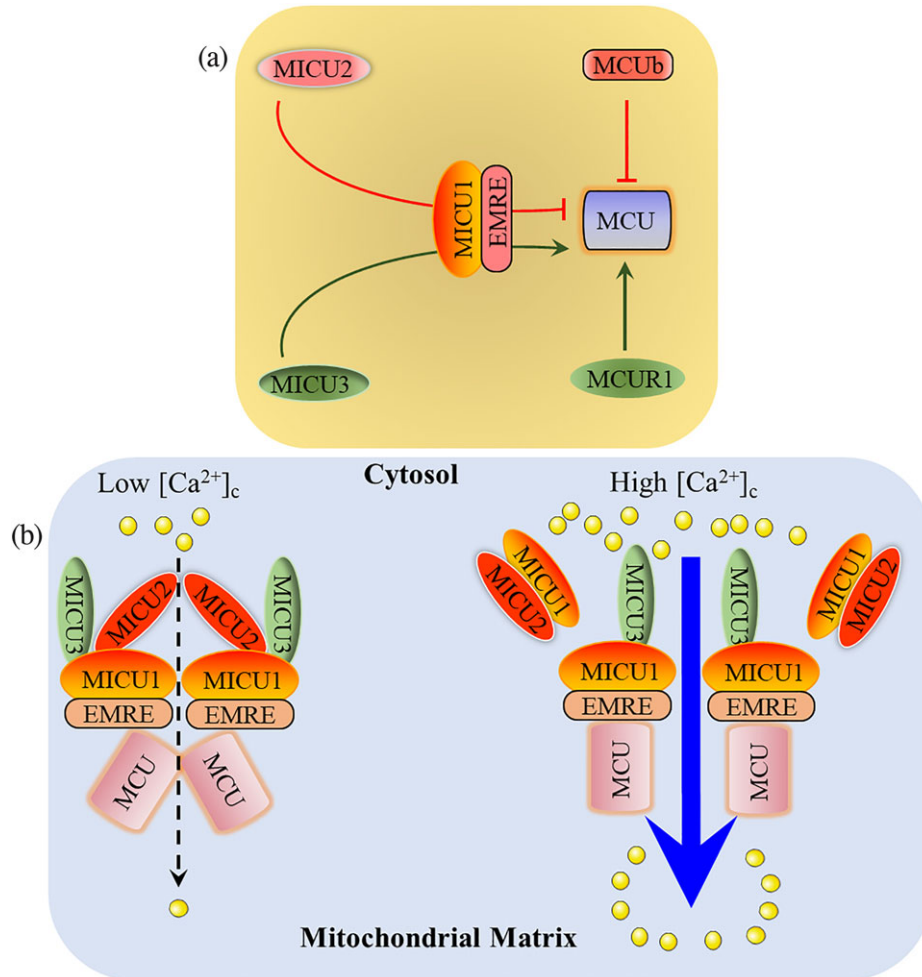 (a)
MICU2
MCUb
MICU1
EMRE
MCU
MICU3
MCUR1
(b)
Cytosol
Low [Ca²⁺]c
High [Ca²⁺]c
MICU3
MICU2
MICU2
MICU3
MICU1
MICU1
EMRE
EMRE
MCU
MCU
MICU1
MICU2
MICU3
MICU3
MICU1
MICU2
MICU1
MICU1
EMRE
EMRE
MCU
MCU
Mitochondrial Matrix